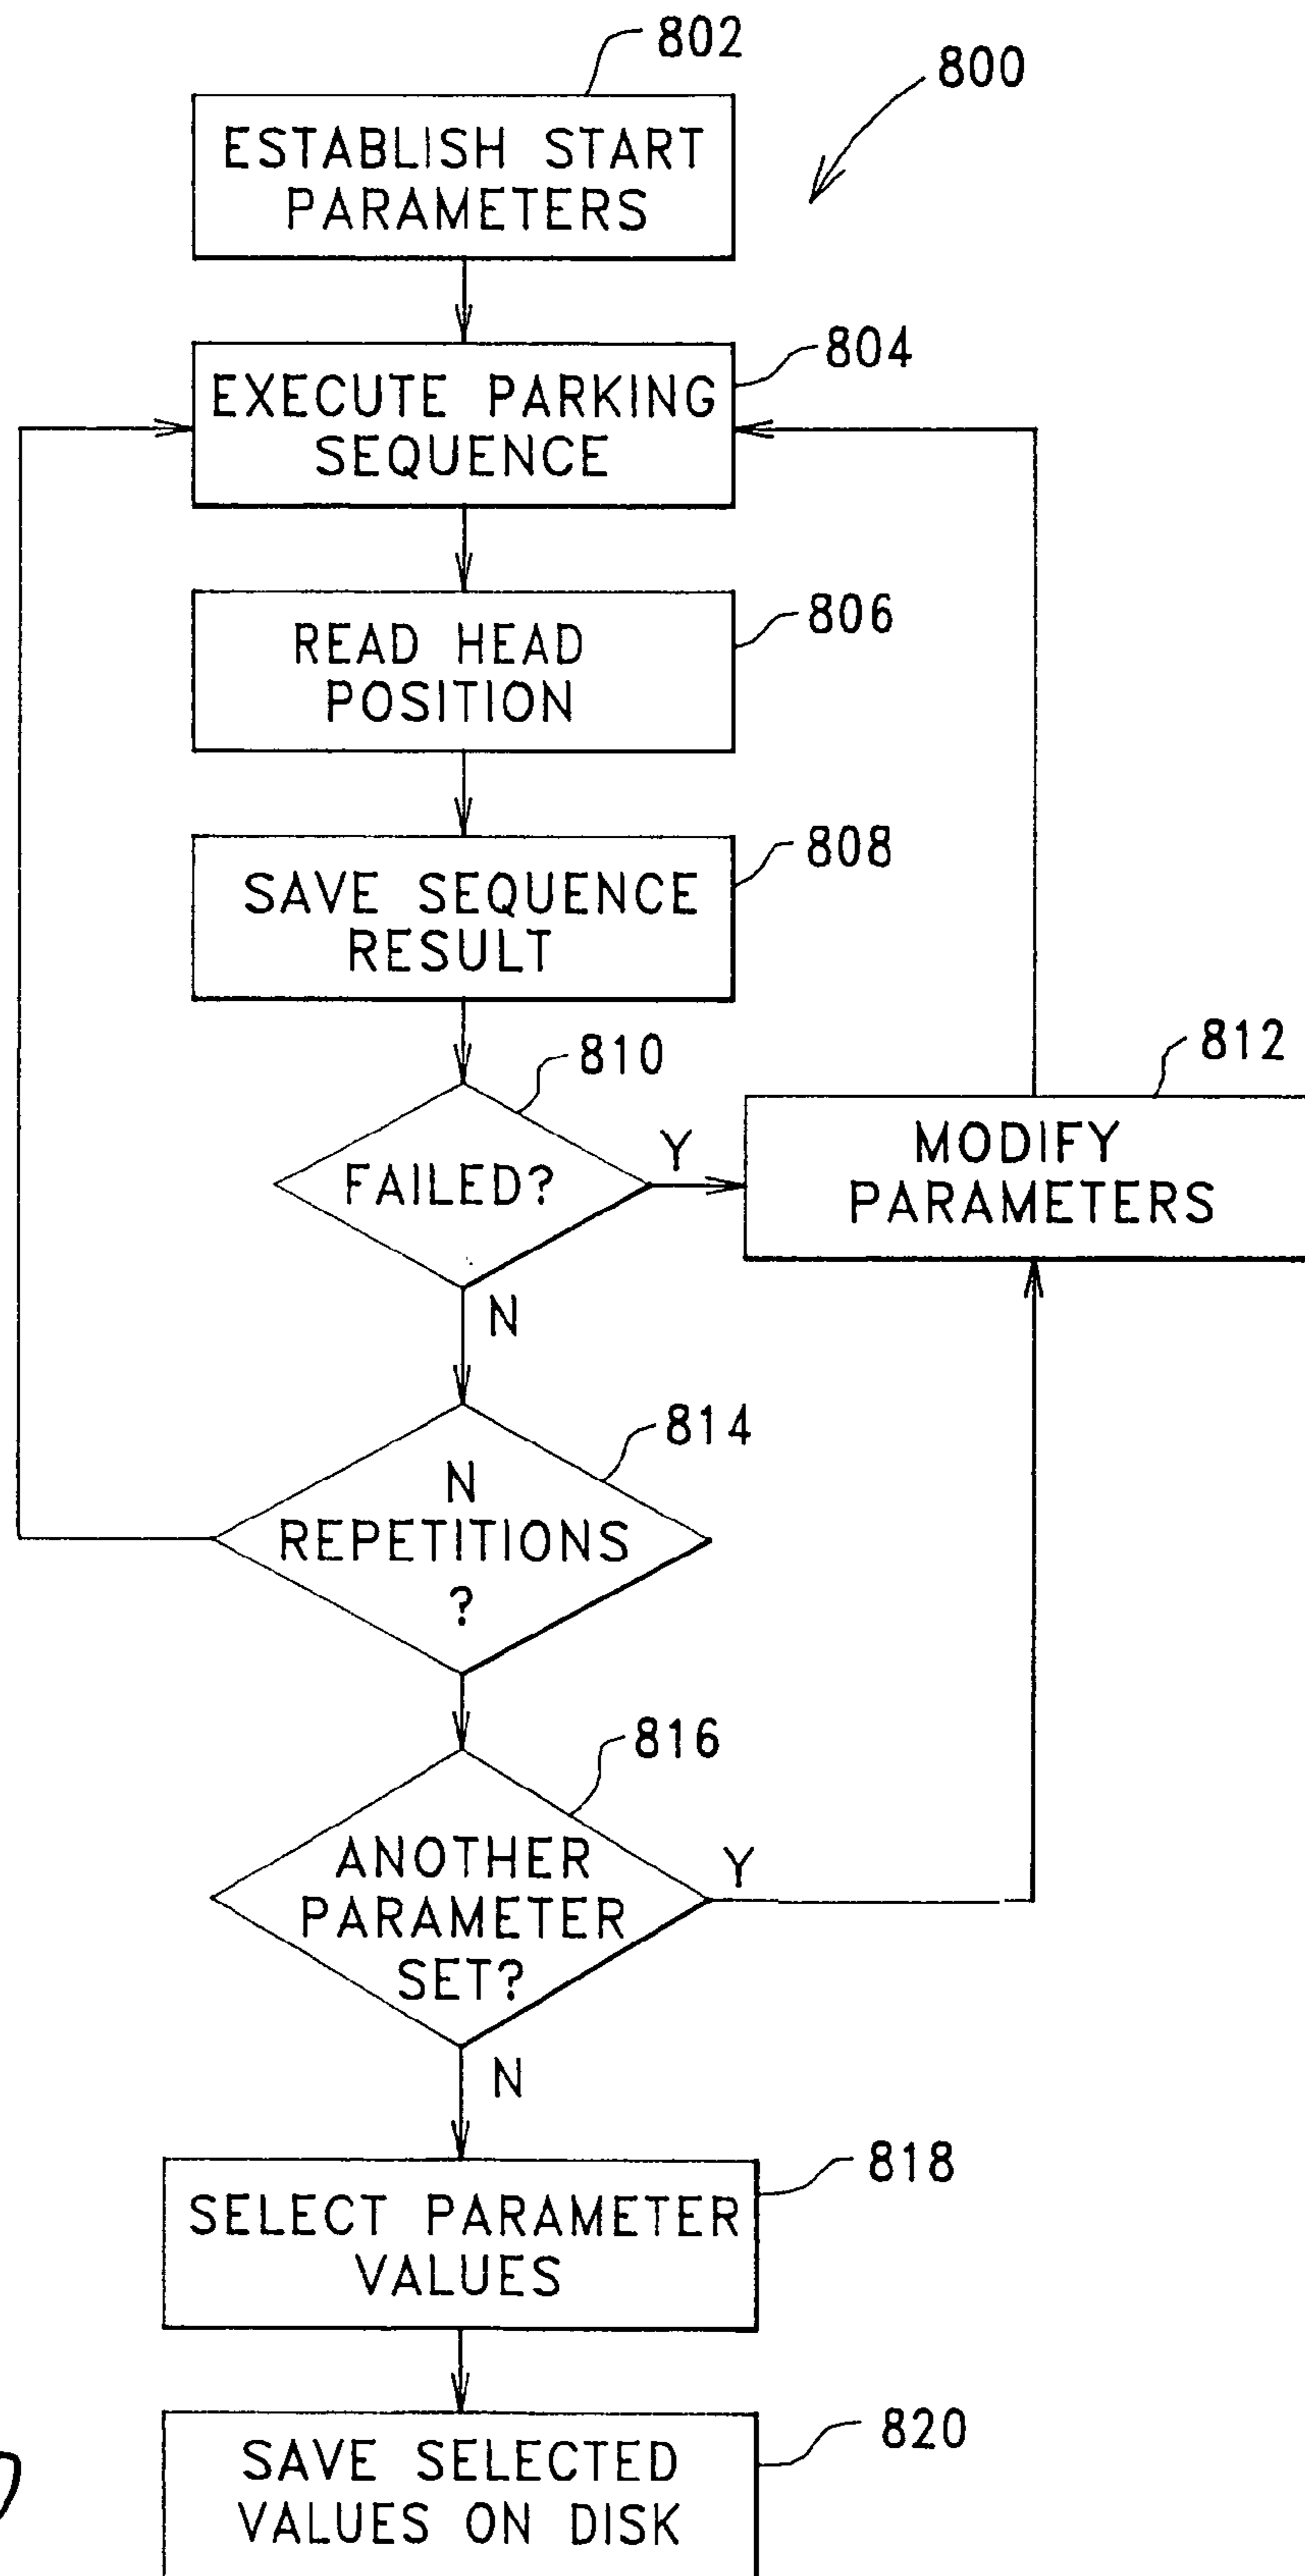 802
800
ESTABLISH START
PARAMETERS
804
EXECUTE PARKING
SEQUENCE
806
READ HEAD
POSITION
808
SAVE SEQUENCE
RESULT
810
FAILED?
Y
N
812
MODIFY
PARAMETERS
814
N
REPETITIONS
?
816
ANOTHER
PARAMETER
SET?
Y
N
818
SELECT PARAMETER
VALUES
820
SAVE SELECTED
VALUES ON DISK